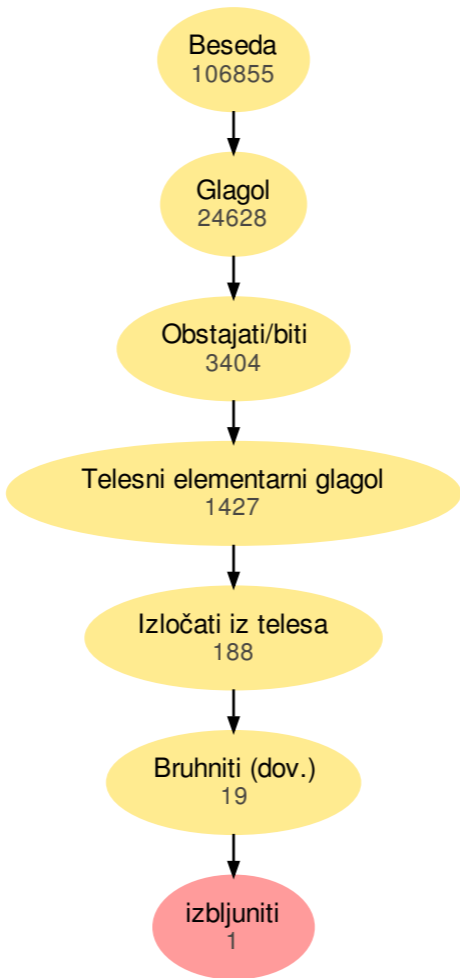 Beseda
106855
Glagol
24628
Obstajati/biti
3404
Telesni elementarni glagol
1427
Izločati iz telesa
188
Bruhniti (dov.)
19
izbljuniti
1